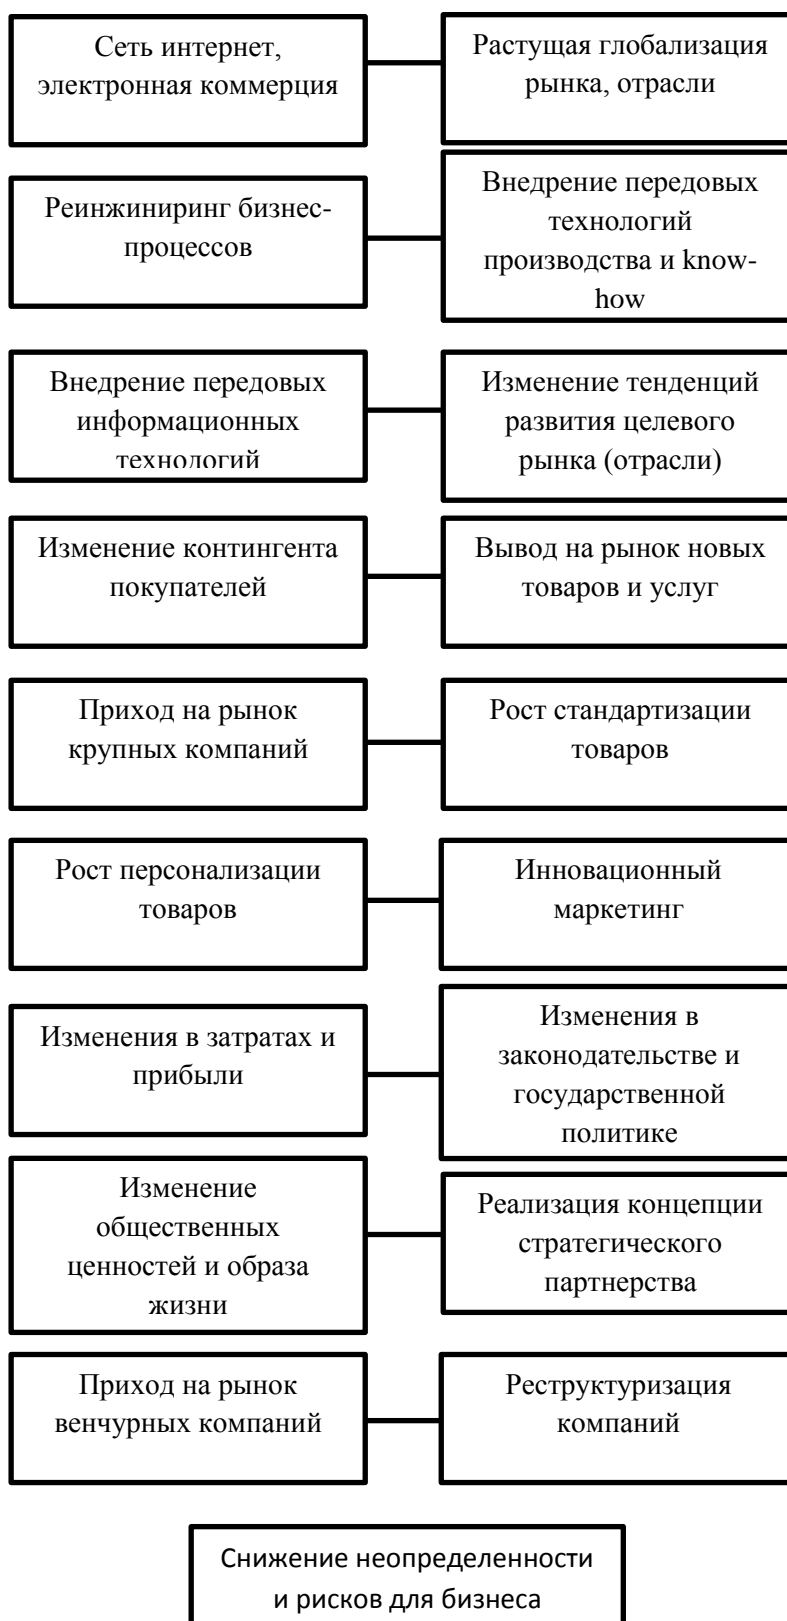 Сеть интернет,
электронная коммерция
Растущая глобализация
рынка, отрасли
Реинжиниринг бизнес-
процессов
Внедрение передовых
технологий
производства и know-
how
Внедрение передовых
информационных
технологий
Изменение тенденций
развития целевого
рынка (отрасли)
Изменение контингента
покупателей
Вывод на рынок новых
товаров и услуг
Приход на рынок
крупных компаний
Рост стандартизации
товаров
Рост персонализации
товаров
Инновационный
маркетинг
Изменения в затратах и
прибыли
Изменения в
законодательстве и
государственной
политике
Изменение
общественных
ценностей и образа
жизни
Реализация концепции
стратегического
партнерства
Приход на рынок
венчурных компаний
Реструктуризация
компаний
Снижение неопределенности
и рисков для бизнеса